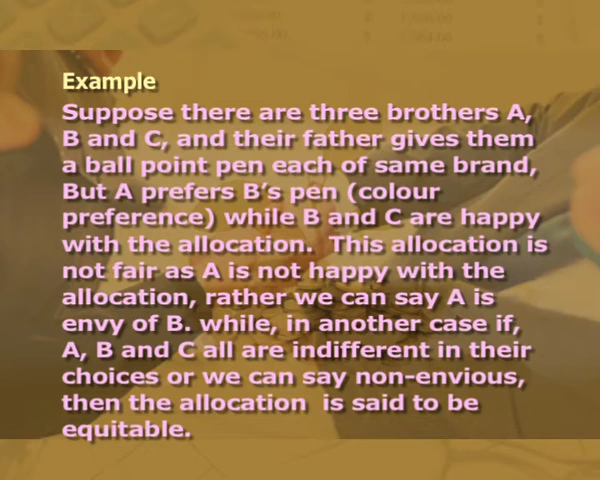 Example
Suppose there are three brothers A,
B and C, and their father gives them
a ball point pen each of same brand,
But A prefers B's pen (colour
preference) while B and C are happy
with the allocation. This allocation is
not fair as A is not happy with the
allocation, rather we can say A is
envy of B. while, in another case if,
A, B and C all are indifferent in their
choices or we can say non-envious,
then the allocation is said to be
equitable.